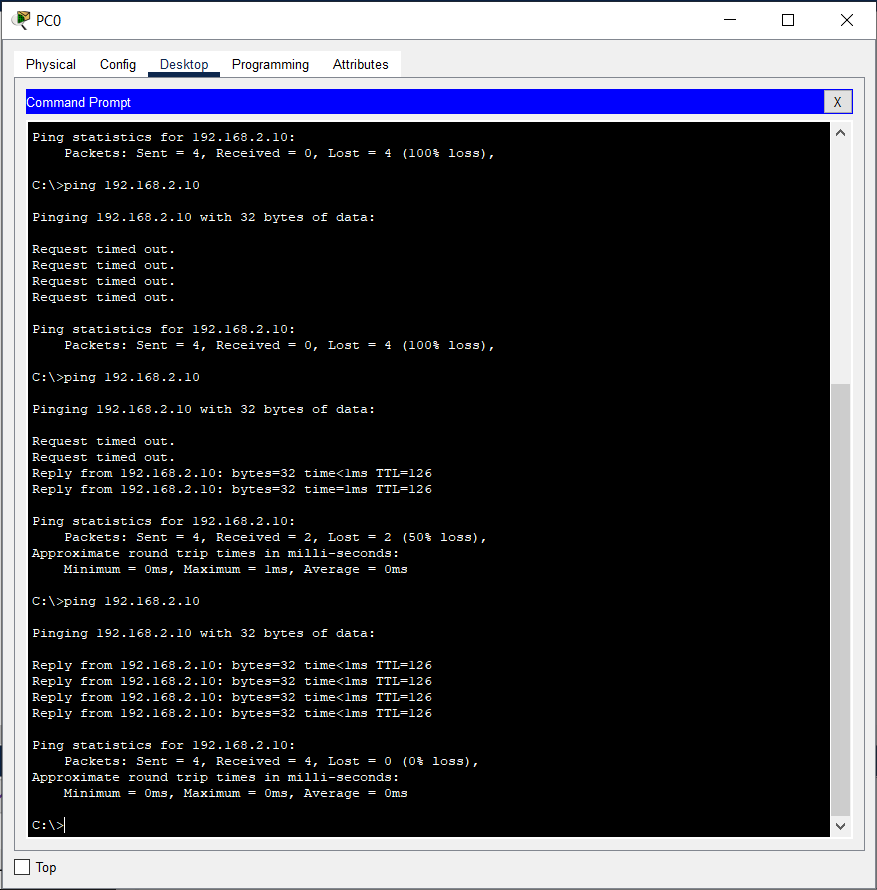 PC0
Physical Config Desktop Programming Attributes
Command Prompt X
Ping statistics for 192.168.2.10:
    Packets: Sent = 4, Received = 0, Lost = 4 (100% loss),
C:\>ping 192.168.2.10
Pinging 192.168.2.10 with 32 bytes of data:
Request timed out.
Request timed out.
Request timed out.
Request timed out.
Ping statistics for 192.168.2.10:
    Packets: Sent = 4, Received = 0, Lost = 4 (100% loss),
C:\>ping 192.168.2.10
Pinging 192.168.2.10 with 32 bytes of data:
Request timed out.
Request timed out.
Reply from 192.168.2.10: bytes=32 time<1ms TTL=126
Reply from 192.168.2.10: bytes=32 time=1ms TTL=126
Ping statistics for 192.168.2.10:
    Packets: Sent = 4, Received = 2, Lost = 2 (50% loss),
Approximate round trip times in milli-seconds:
    Minimum = 0ms, Maximum = 1ms, Average = 0ms
C:\>ping 192.168.2.10
Pinging 192.168.2.10 with 32 bytes of data:
Reply from 192.168.2.10: bytes=32 time<1ms TTL=126
Reply from 192.168.2.10: bytes=32 time<1ms TTL=126
Reply from 192.168.2.10: bytes=32 time<1ms TTL=126
Reply from 192.168.2.10: bytes=32 time<1ms TTL=126
Ping statistics for 192.168.2.10:
    Packets: Sent = 4, Received = 4, Lost = 0 (0% loss),
Approximate round trip times in milli-seconds:
    Minimum = 0ms, Maximum = 0ms, Average = 0ms
C:\>
Top